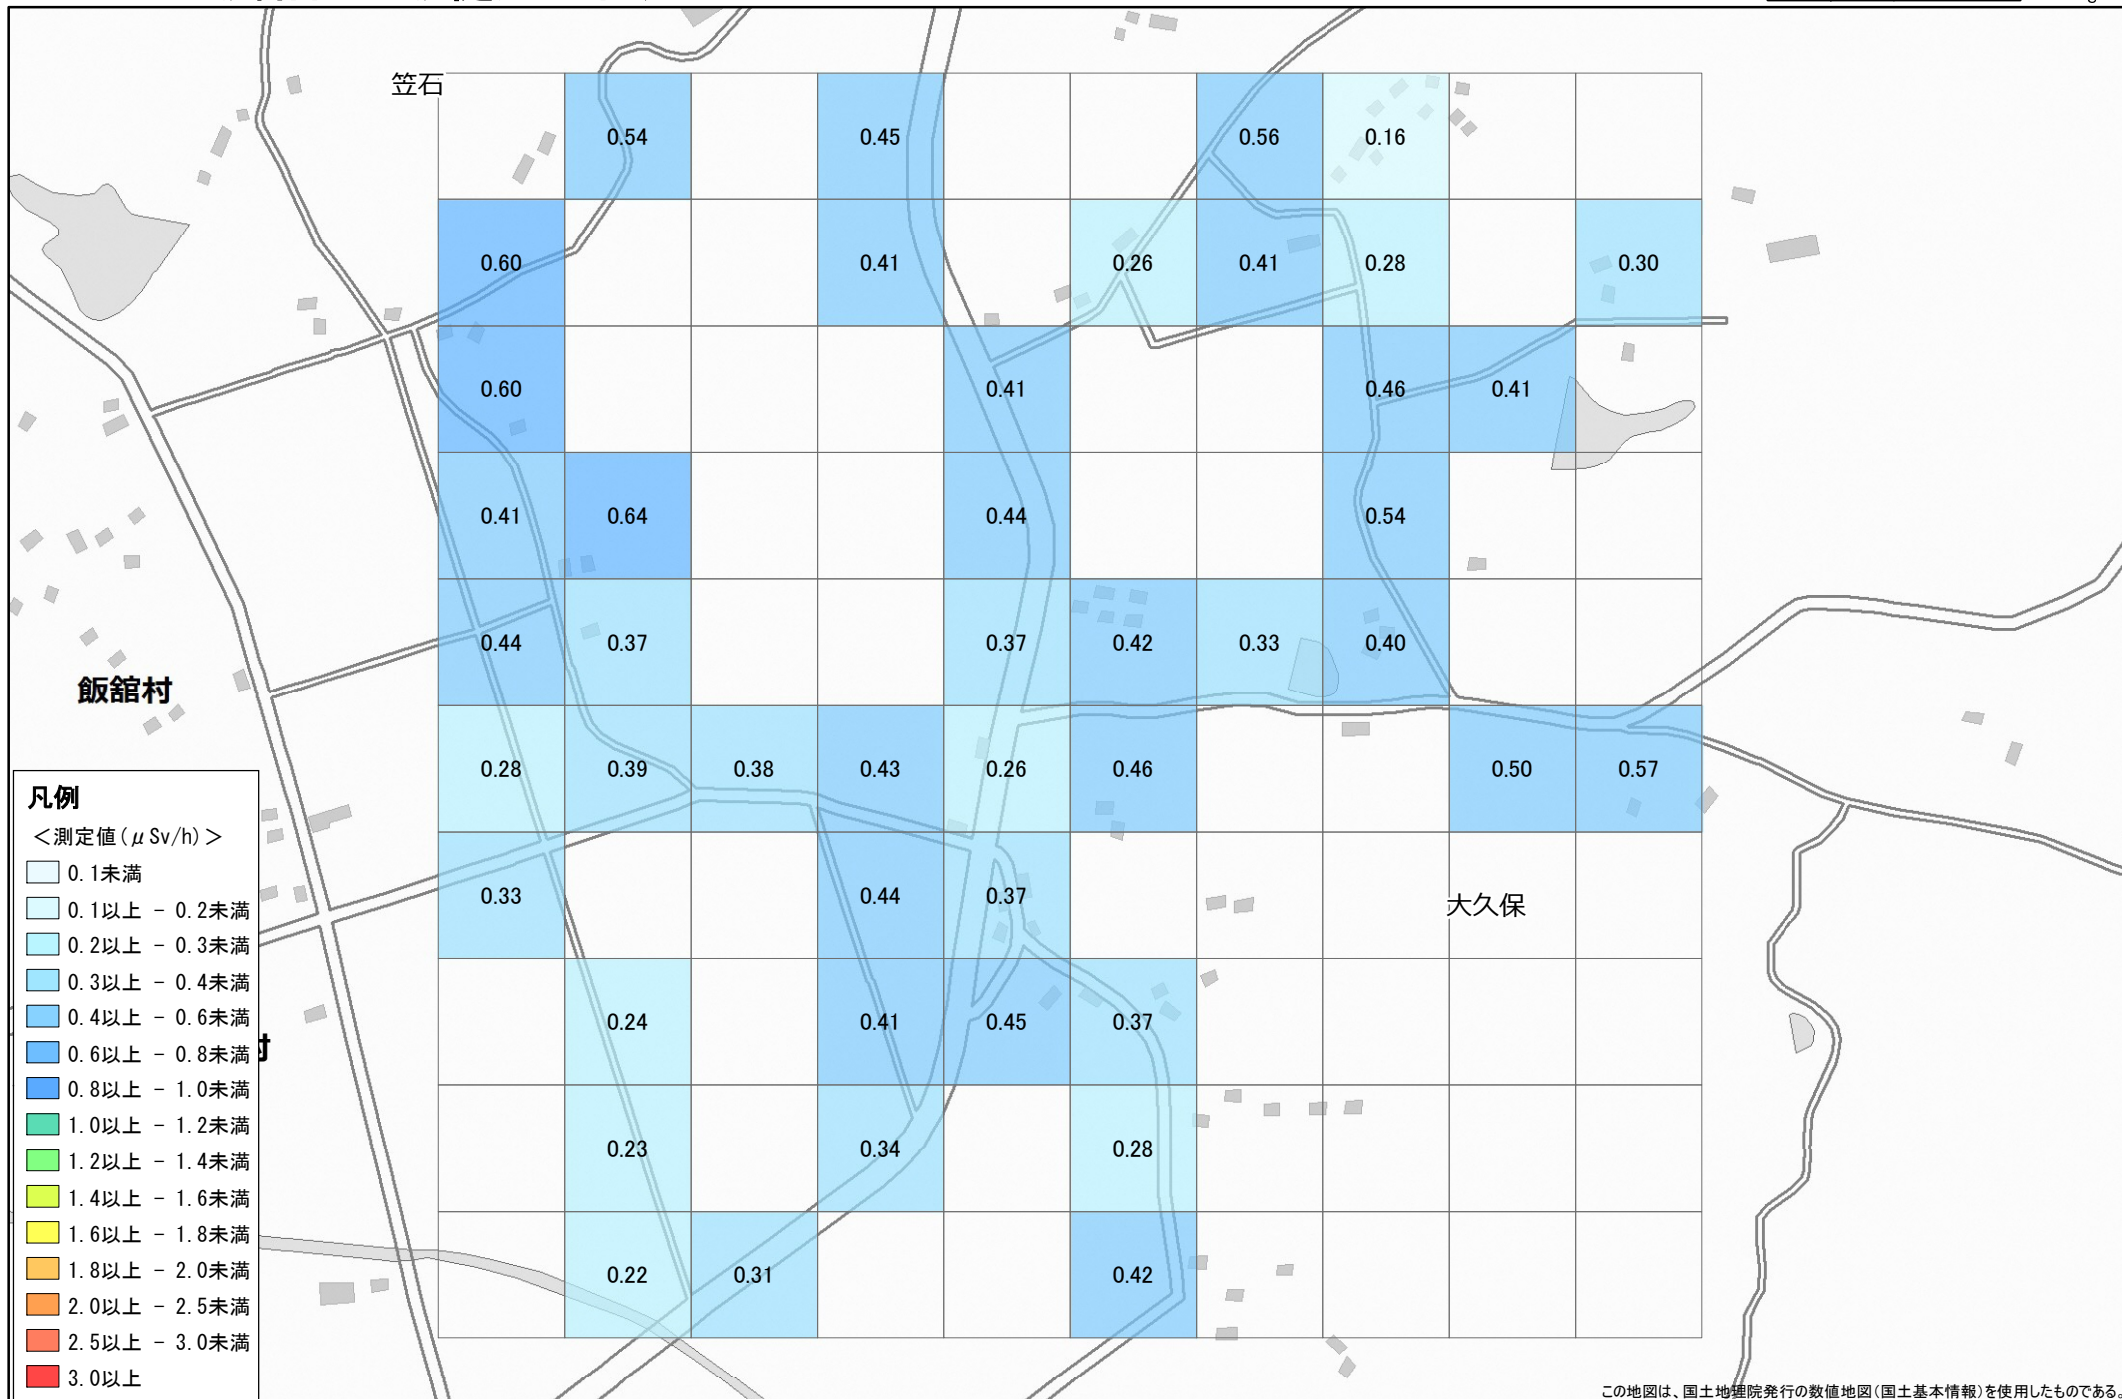 笠石
0.54 0.45 0.56 0.16
0.60 0.41 0.26 0.41 0.28 0.30
0.60 0.41 0.46 0.41
0.41 0.64 0.44 0.54
0.44 0.37 0.37 0.42 0.33 0.40
飯舘村
0.28 0.39 0.38 0.43 0.26 0.46 0.50 0.57
0.33 0.44 0.37
大久保
0.24 0.41 0.45 0.37
0.23 0.34 0.28
0.22 0.31 0.42
凡例
＜測定値(μSv/h)＞
0.1未満
0.1以上 - 0.2未満
0.2以上 - 0.3未満
0.3以上 - 0.4未満
0.4以上 - 0.6未満
0.6以上 - 0.8未満
0.8以上 - 1.0未満
1.0以上 - 1.2未満
1.2以上 - 1.4未満
1.4以上 - 1.6未満
1.6以上 - 1.8未満
1.8以上 - 2.0未満
2.0以上 - 2.5未満
2.5以上 - 3.0未満
3.0以上
この地図は、国土地理院発行の数値地図(国土基本情報)を使用したものである。